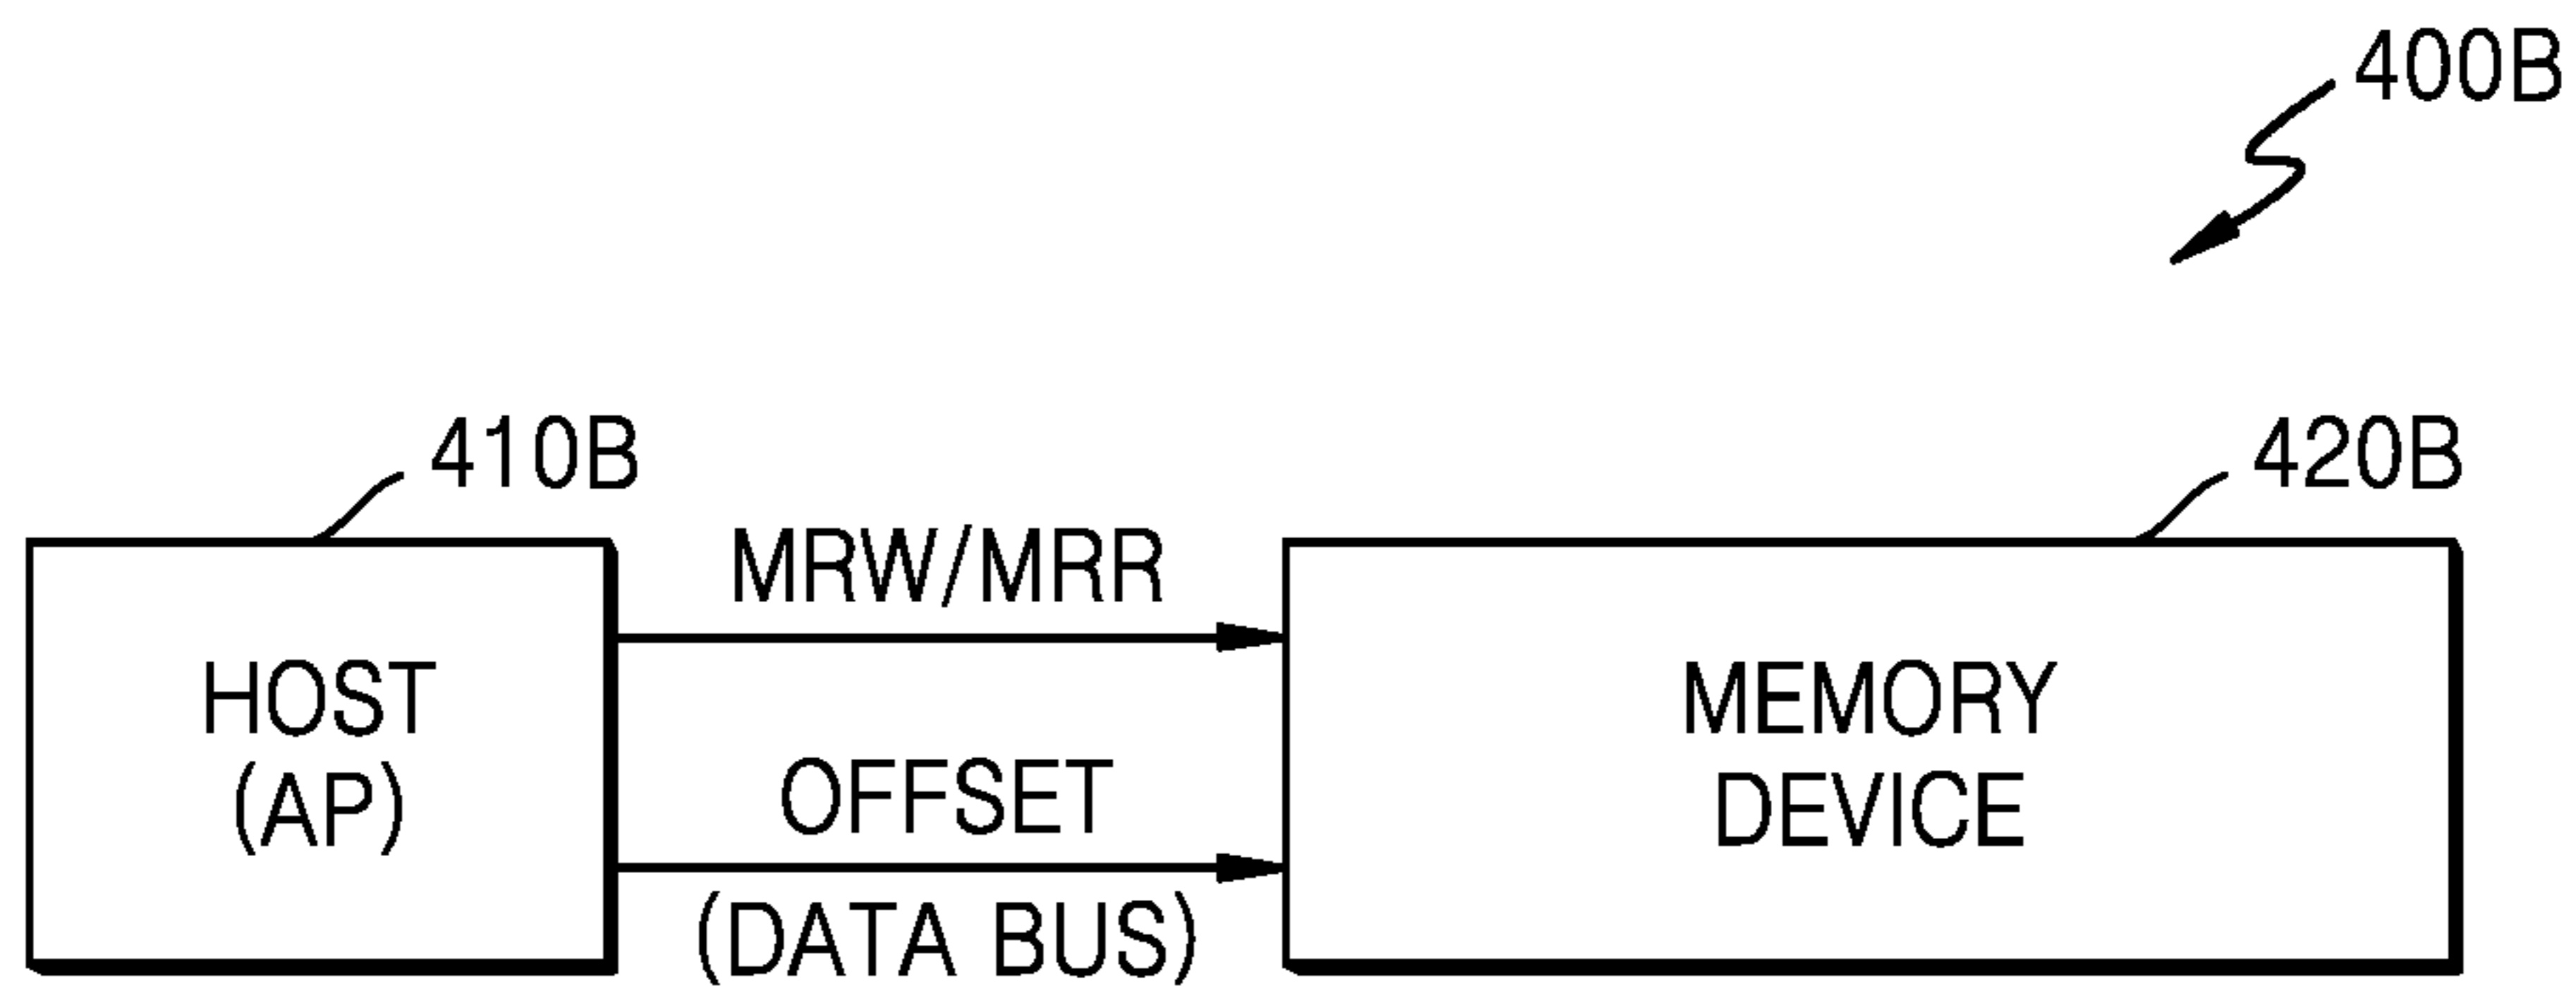 400B
410B
420B
MRW/MRR
HOST
(AP)
OFFSET
(DATA BUS)
MEMORY
DEVICE